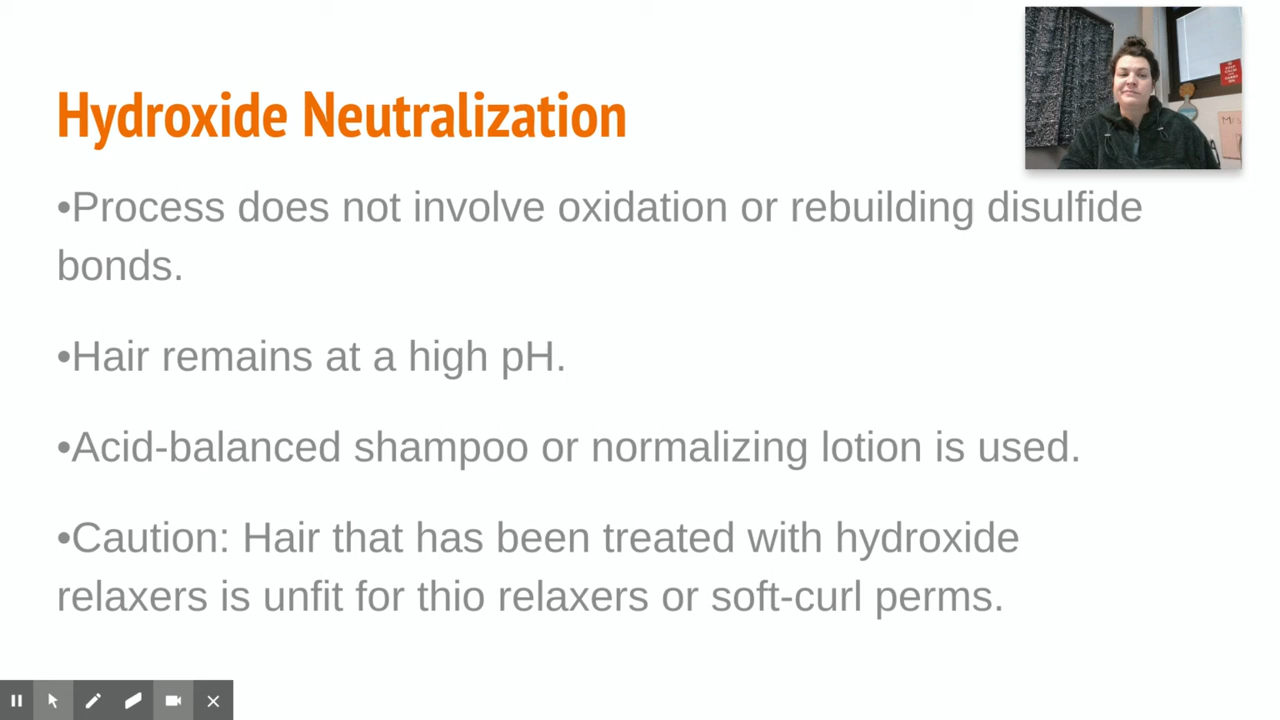 Hydroxide Neutralization
•Process does not involve oxidation or rebuilding disulfide
bonds.
•Hair remains at a high pH.
•Acid-balanced shampoo or normalizing lotion is used.
•Caution: Hair that has been treated with hydroxide
relaxers is unfit for thio relaxers or soft-curl perms.